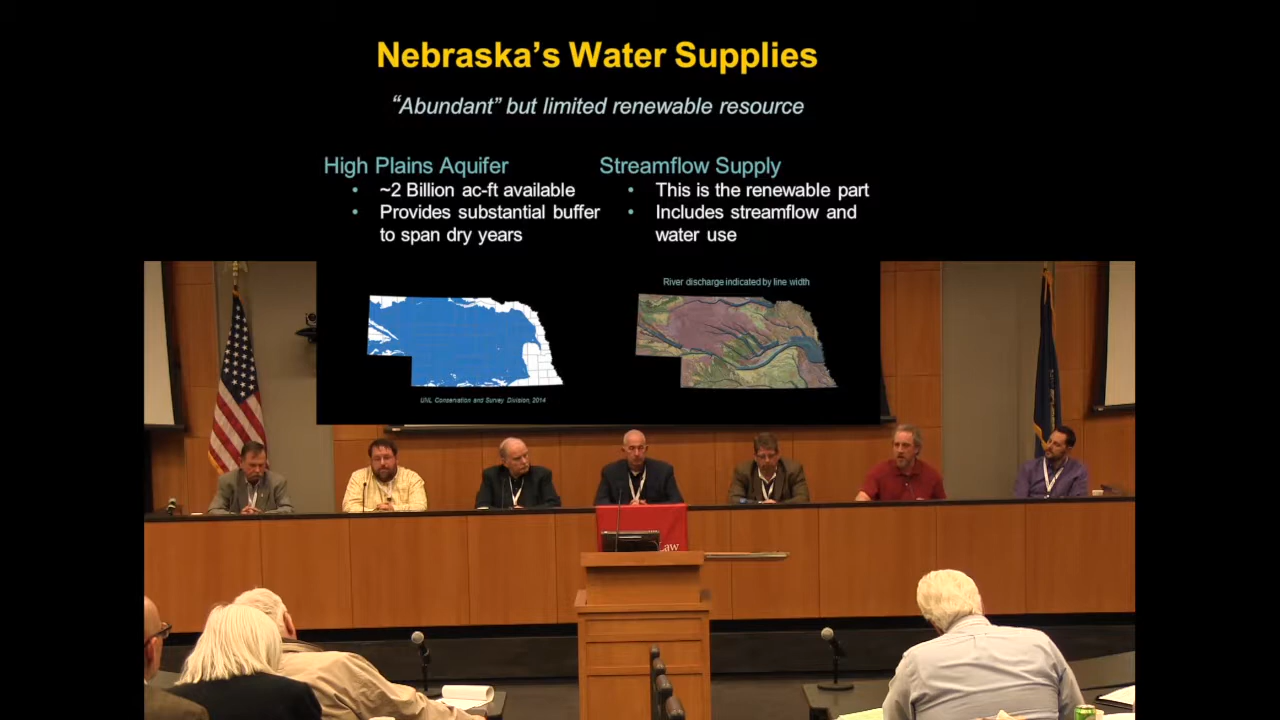 Nebraska's Water Supplies
“Abundant” but limited renewable resource
High Plains Aquifer
• ~2 Billion ac-ft available
• Provides substantial buffer
to span dry years
Streamflow Supply
• This is the renewable part
• Includes streamflow and
water use
River discharge indicated by line width
UNL Conservation and Survey Division, 2014
Law